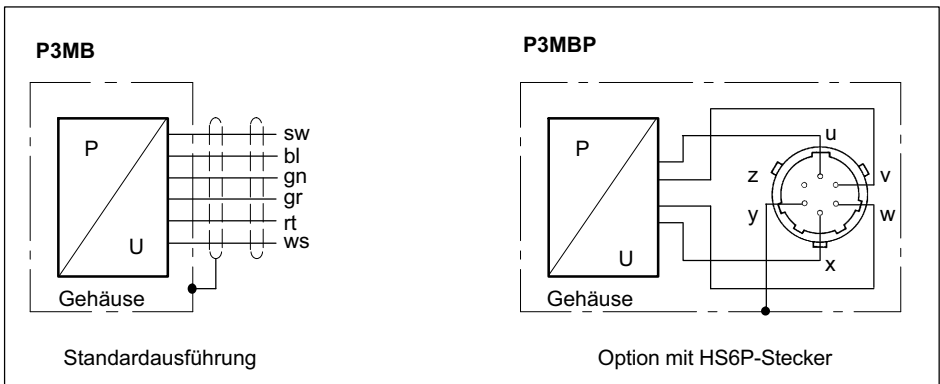 P3MB
P
U
sw
bl
gn
gr
rt
ws
Gehäuse
Standardausführung
P3MBP
P
U
u
z
v
y
w
x
Gehäuse
Option mit HS6P-Stecker